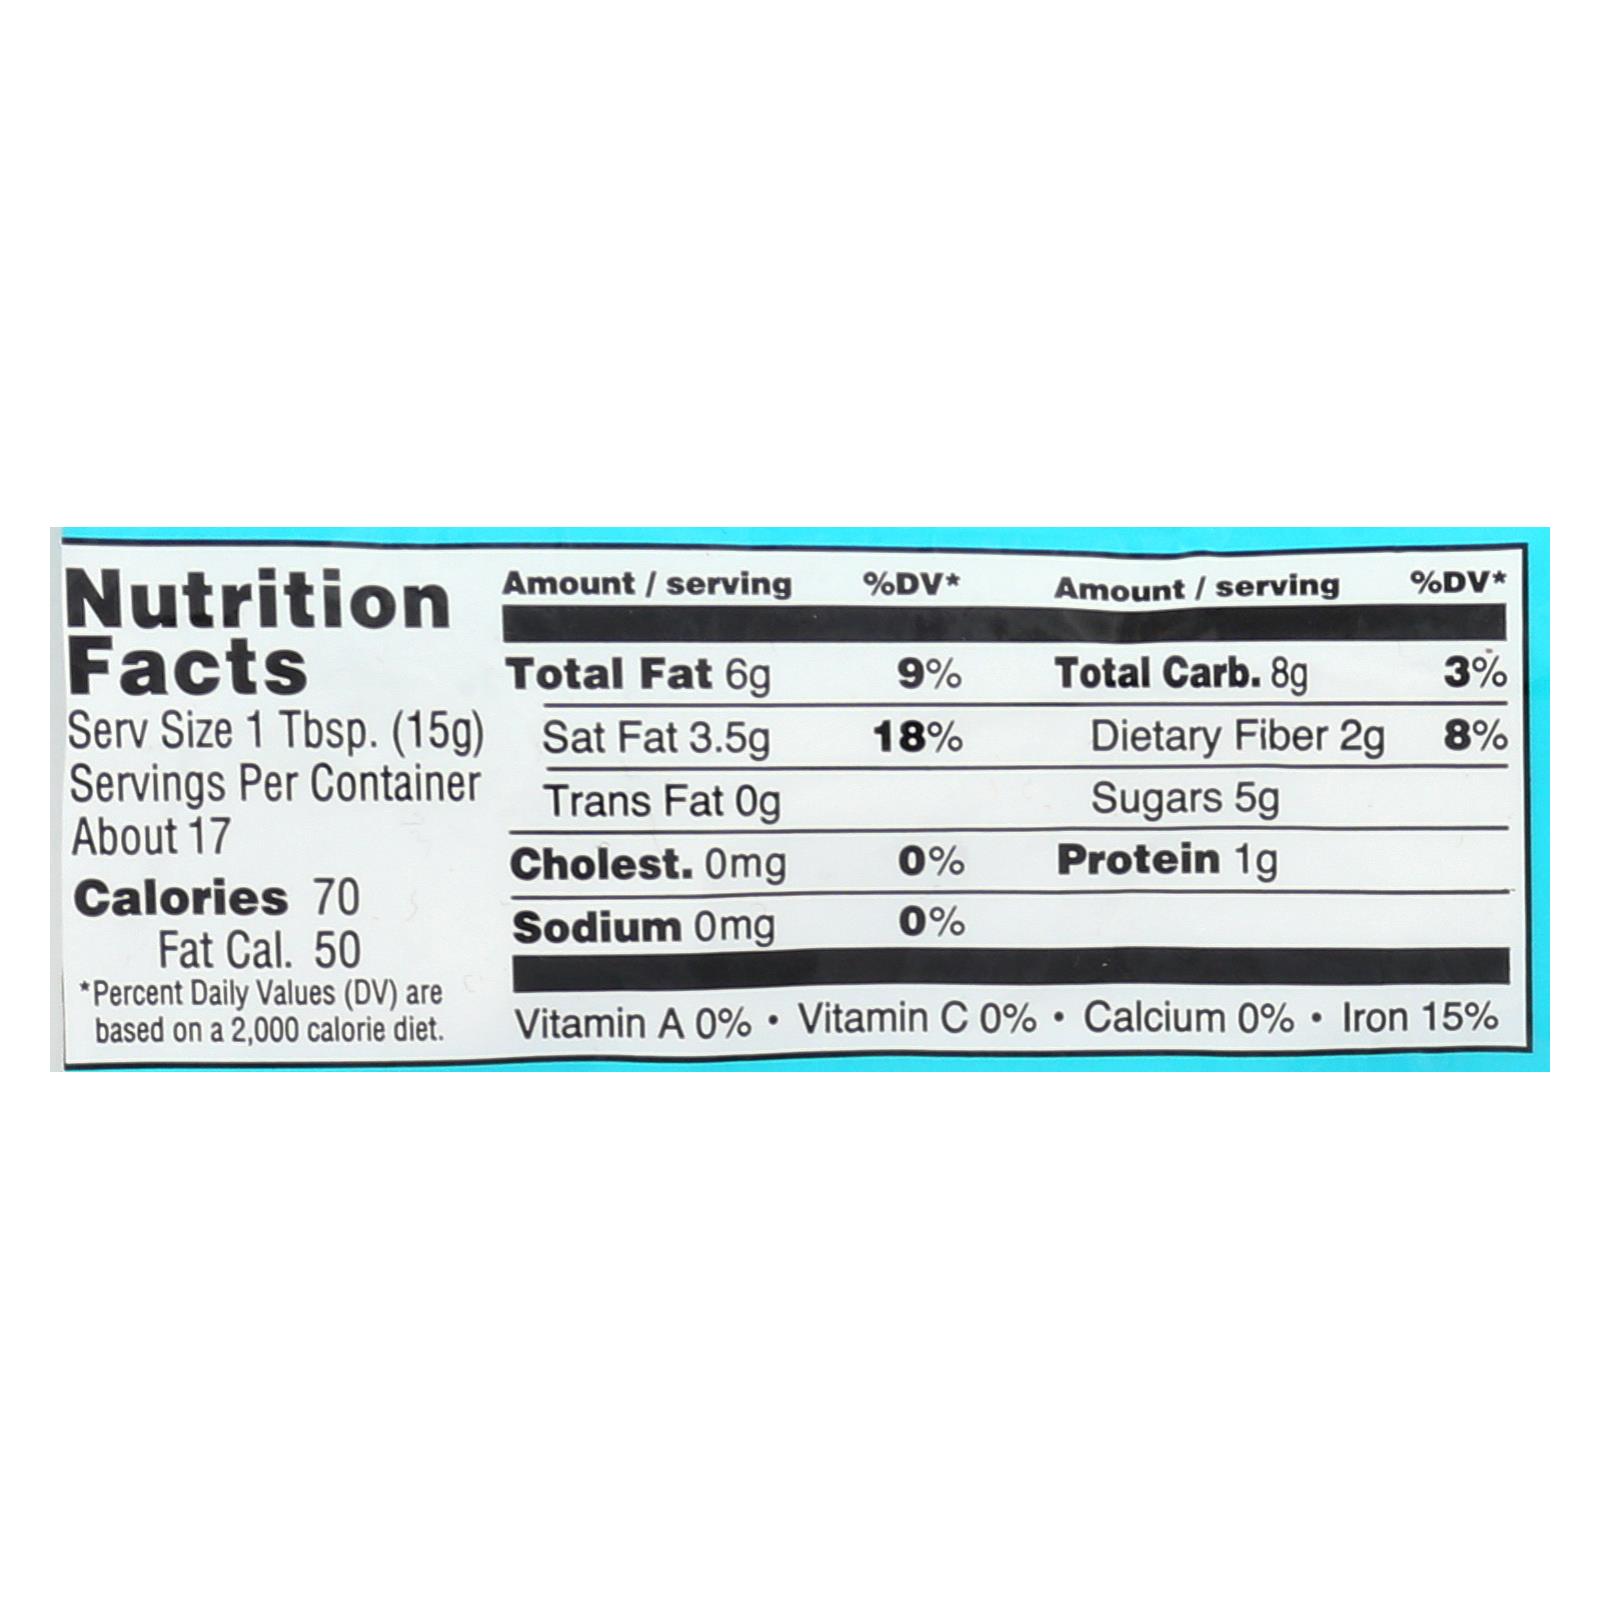 Nutrition
Facts
Serv Size 1 Tbsp. (15g)
Servings Per Container
About 17
Calories 70
Fat Cal. 50
*Percent Daily Values (DV) are
based on a 2,000 calorie diet.
Amount / serving %DV* Amount / serving %DV*
Total Fat 6g 9% Total Carb. 8g 3%
Sat Fat 3.5g 18% Dietary Fiber 2g 8%
Trans Fat 0g Sugars 5g
Cholest. 0mg 0% Protein 1g
Sodium 0mg 0%
Vitamin A 0% • Vitamin C 0% • Calcium 0% • Iron 15%